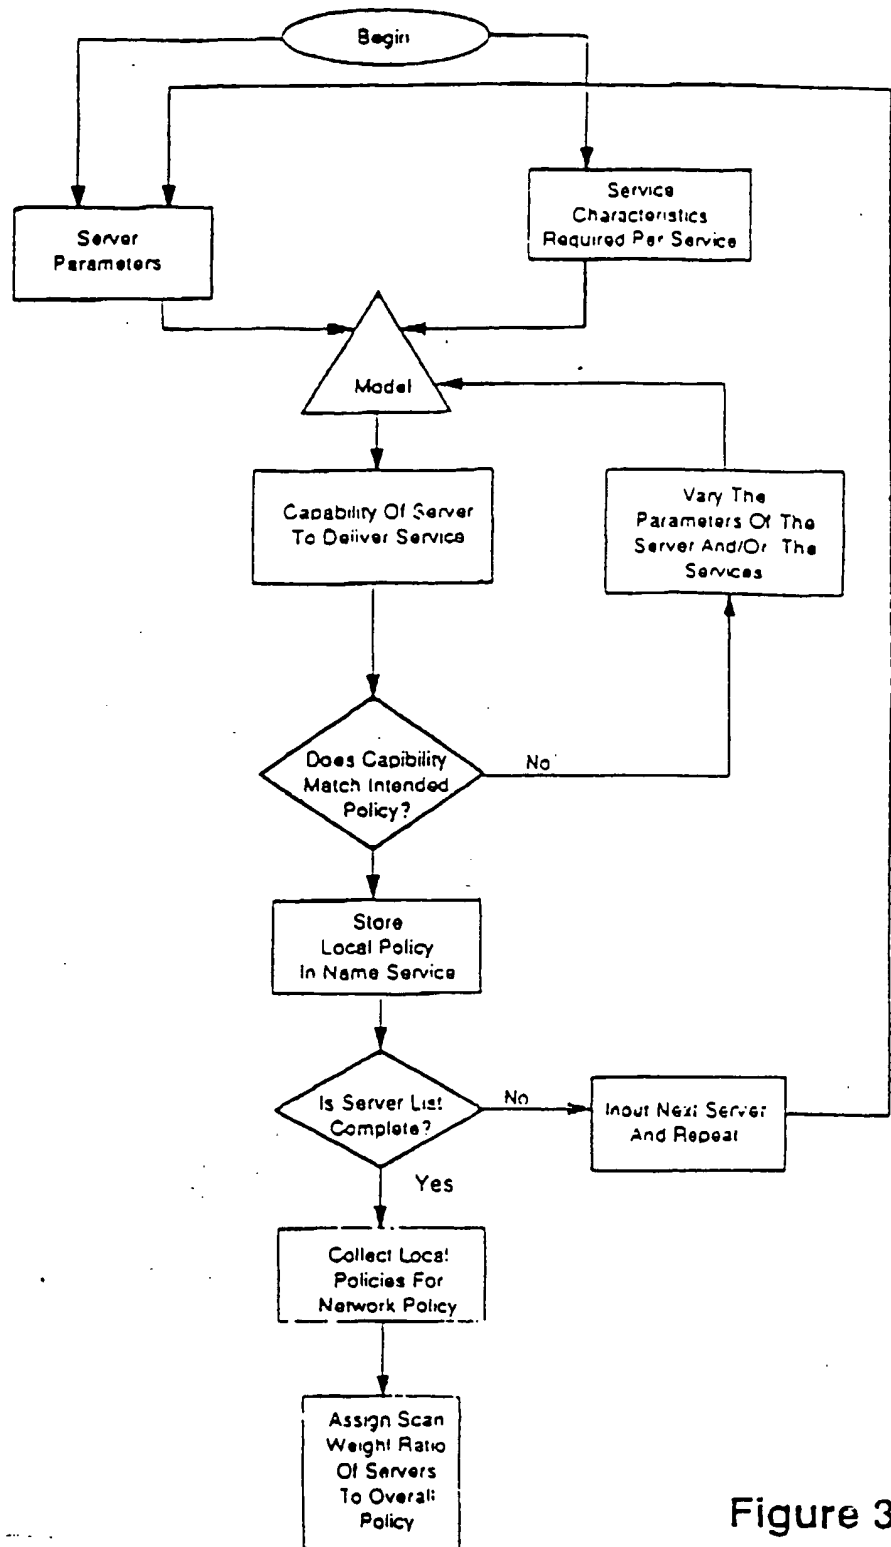 Begin
Server
Parameters
Service
Characteristics
Required Per Service
Model
Capability Of Server
To Deliver Service
Vary The
Parameters Of The
Server And/Or The
Services
Does Capibility
Match Intended
Policy?
No
Store
Local Policy
In Name Service
Is Server List
Complete?
No
Input Next Server
And Repeat
Yes
Collect Local
Policies For
Network Policy
Assign Scan
Weight Ratio
Of Servers
To Overall
Policy
Figure 3